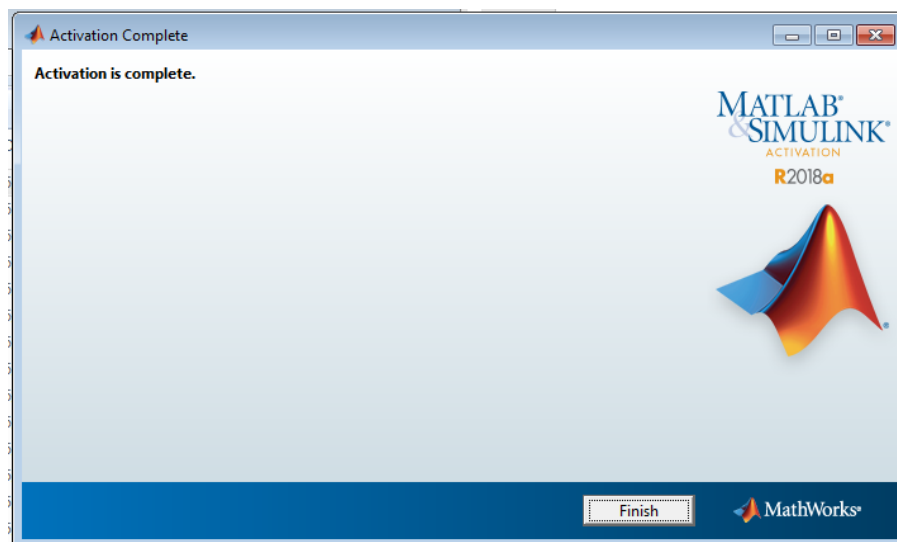 Activation Complete
Activation is complete.
MATLAB®
&SIMULINK®
ACTIVATION
R2018a
®
Finish
MathWorks®